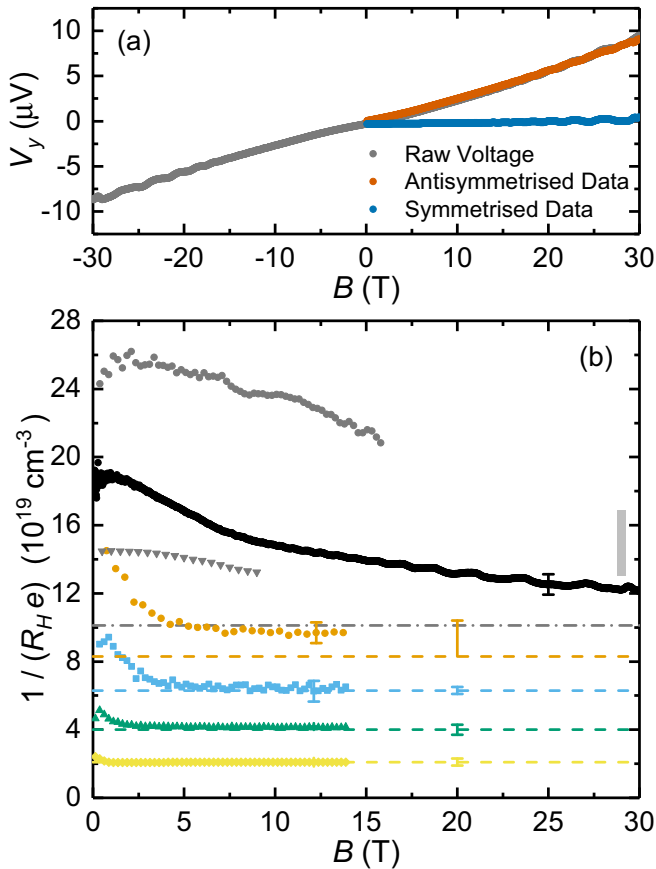 (a)
V_y (μV)
10
5
0
-5
-10
Raw Voltage
Antisymmetrised Data
Symmetrised Data
-30 -20 -10 0 10 20 30
B (T)
(b)
1 / (R_H e) (10^19 cm^-3)
28
24
20
16
12
8
4
0
0 5 10 15 20 25 30
B (T)